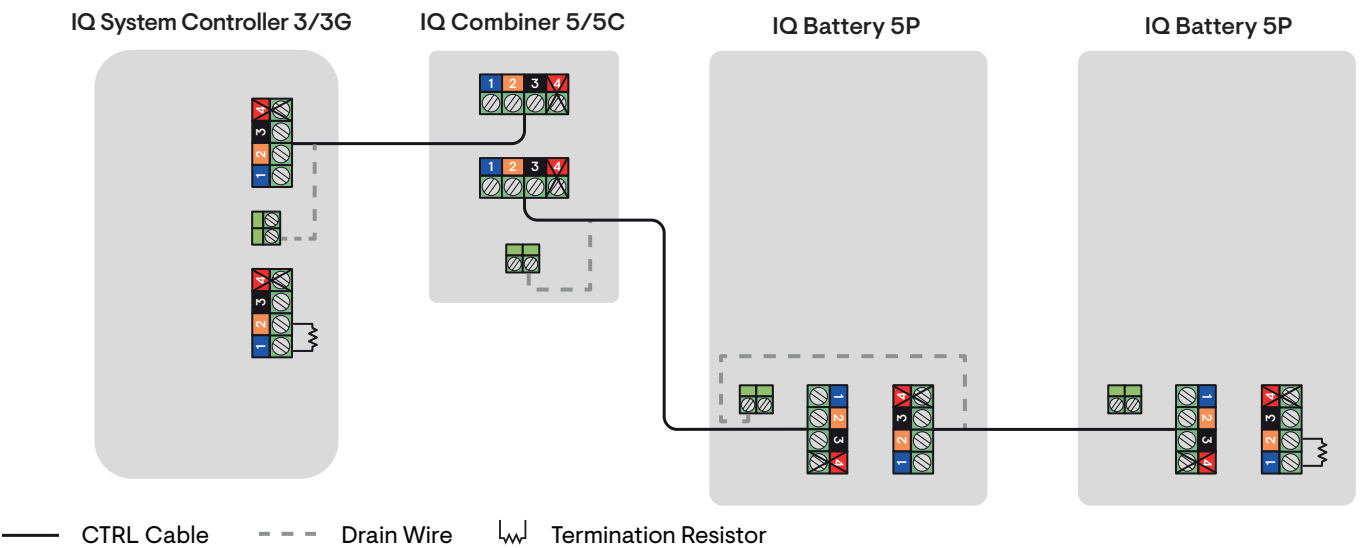 IQ System Controller 3/3G
IQ Combiner 5/5C
IQ Battery 5P
IQ Battery 5P
4
3
2
1
4
3
2
1
1 2 3 4
1 2 3 4
1
2
3
4
4
3
2
1
1
2
3
4
4
3
2
1
CTRL Cable
Drain Wire
Termination Resistor